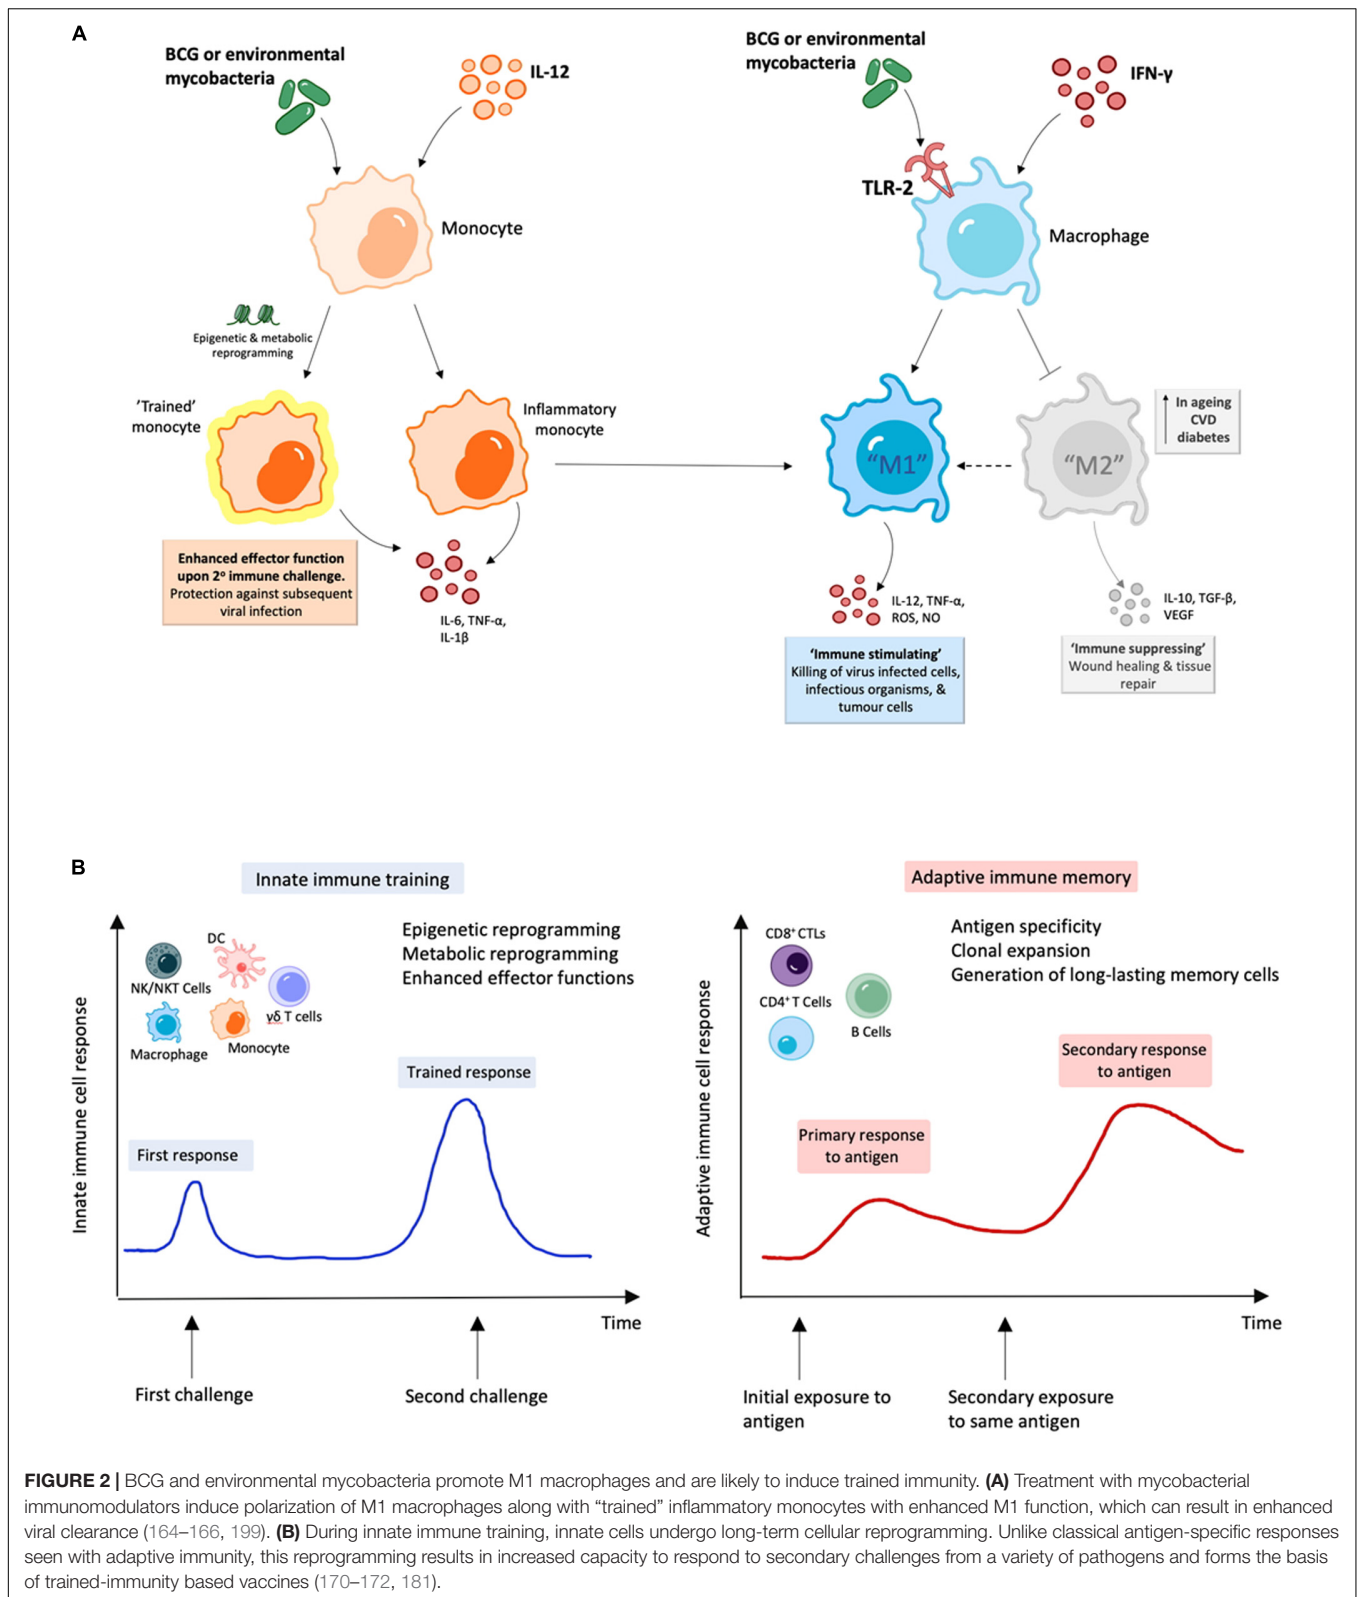 A
BCG or environmental
mycobacteria
IL-12
Monocyte
Epigenetic & metabolic
reprogramming
'Trained'
monocyte
Inflammatory
monocyte
Enhanced effector function
upon 2º immune challenge.
Protection against subsequent
viral infection
IL-6, TNF-α,
IL-1β
BCG or environmental
mycobacteria
IFN-γ
TLR-2
Macrophage
"M1"
"M2"
In ageing
CVD
diabetes
IL-12, TNF-α,
ROS, NO
IL-10, TGF-β,
VEGF
'Immune stimulating'
Killing of virus infected cells,
infectious organisms, &
tumour cells
'Immune suppressing'
Wound healing & tissue
repair
B
Innate immune training
Innate immune cell response
DC
NK/NKT Cells
γδ T cells
Macrophage
Monocyte
Epigenetic reprogramming
Metabolic reprogramming
Enhanced effector functions
First response
Trained response
Time
First challenge
Second challenge
Adaptive immune memory
Adaptive immune cell response
CD8⁺ CTLs
CD4⁺ T Cells
B Cells
Antigen specificity
Clonal expansion
Generation of long-lasting memory cells
Primary response
to antigen
Secondary response
to antigen
Time
Initial exposure to
antigen
Secondary exposure
to same antigen
FIGURE 2 | BCG and environmental mycobacteria promote M1 macrophages and are likely to induce trained immunity. (A) Treatment with mycobacterial
immunomodulators induce polarization of M1 macrophages along with "trained" inflammatory monocytes with enhanced M1 function, which can result in enhanced
viral clearance (164–166, 199). (B) During innate immune training, innate cells undergo long-term cellular reprogramming. Unlike classical antigen-specific responses
seen with adaptive immunity, this reprogramming results in increased capacity to respond to secondary challenges from a variety of pathogens and forms the basis
of trained-immunity based vaccines (170–172, 181).